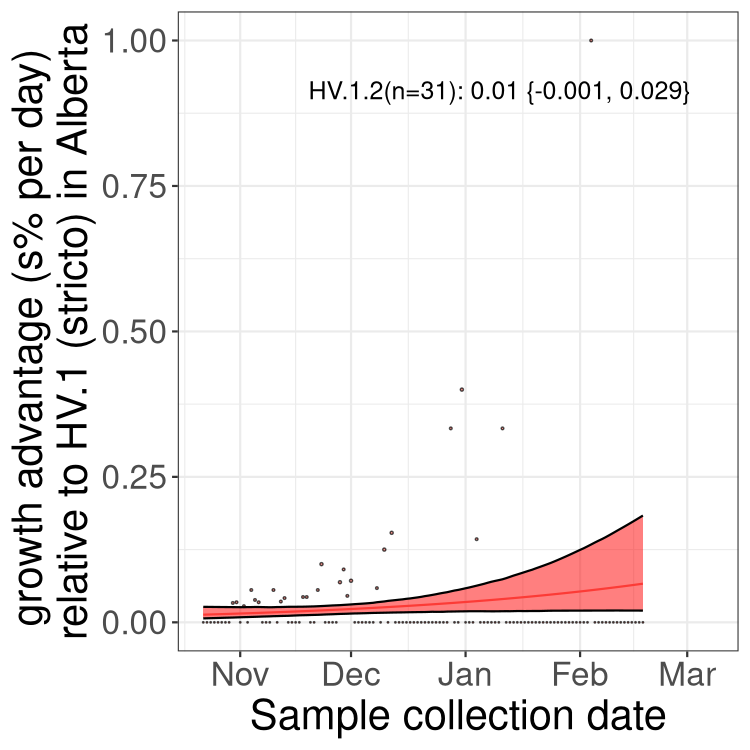 growth advantage (s% per day)
relative to HV.1 (stricto) in Alberta
1.00
0.75
0.50
0.25
0.00
HV.1.2(n=31): 0.01 {-0.001, 0.029}
Nov Dec Jan Feb Mar
Sample collection date